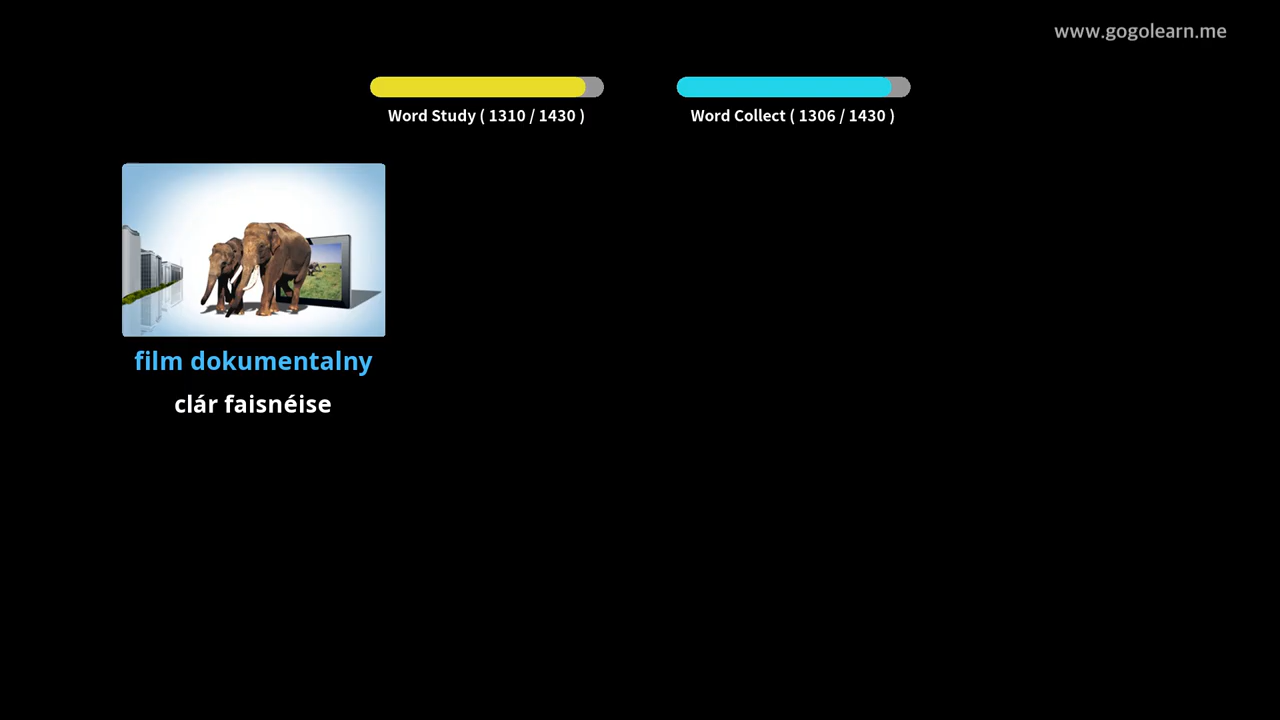 www.gogolearn.me
Word Study ( 1310 / 1430 )
Word Collect ( 1306 / 1430 )
film dokumentalny
clár faisnéise